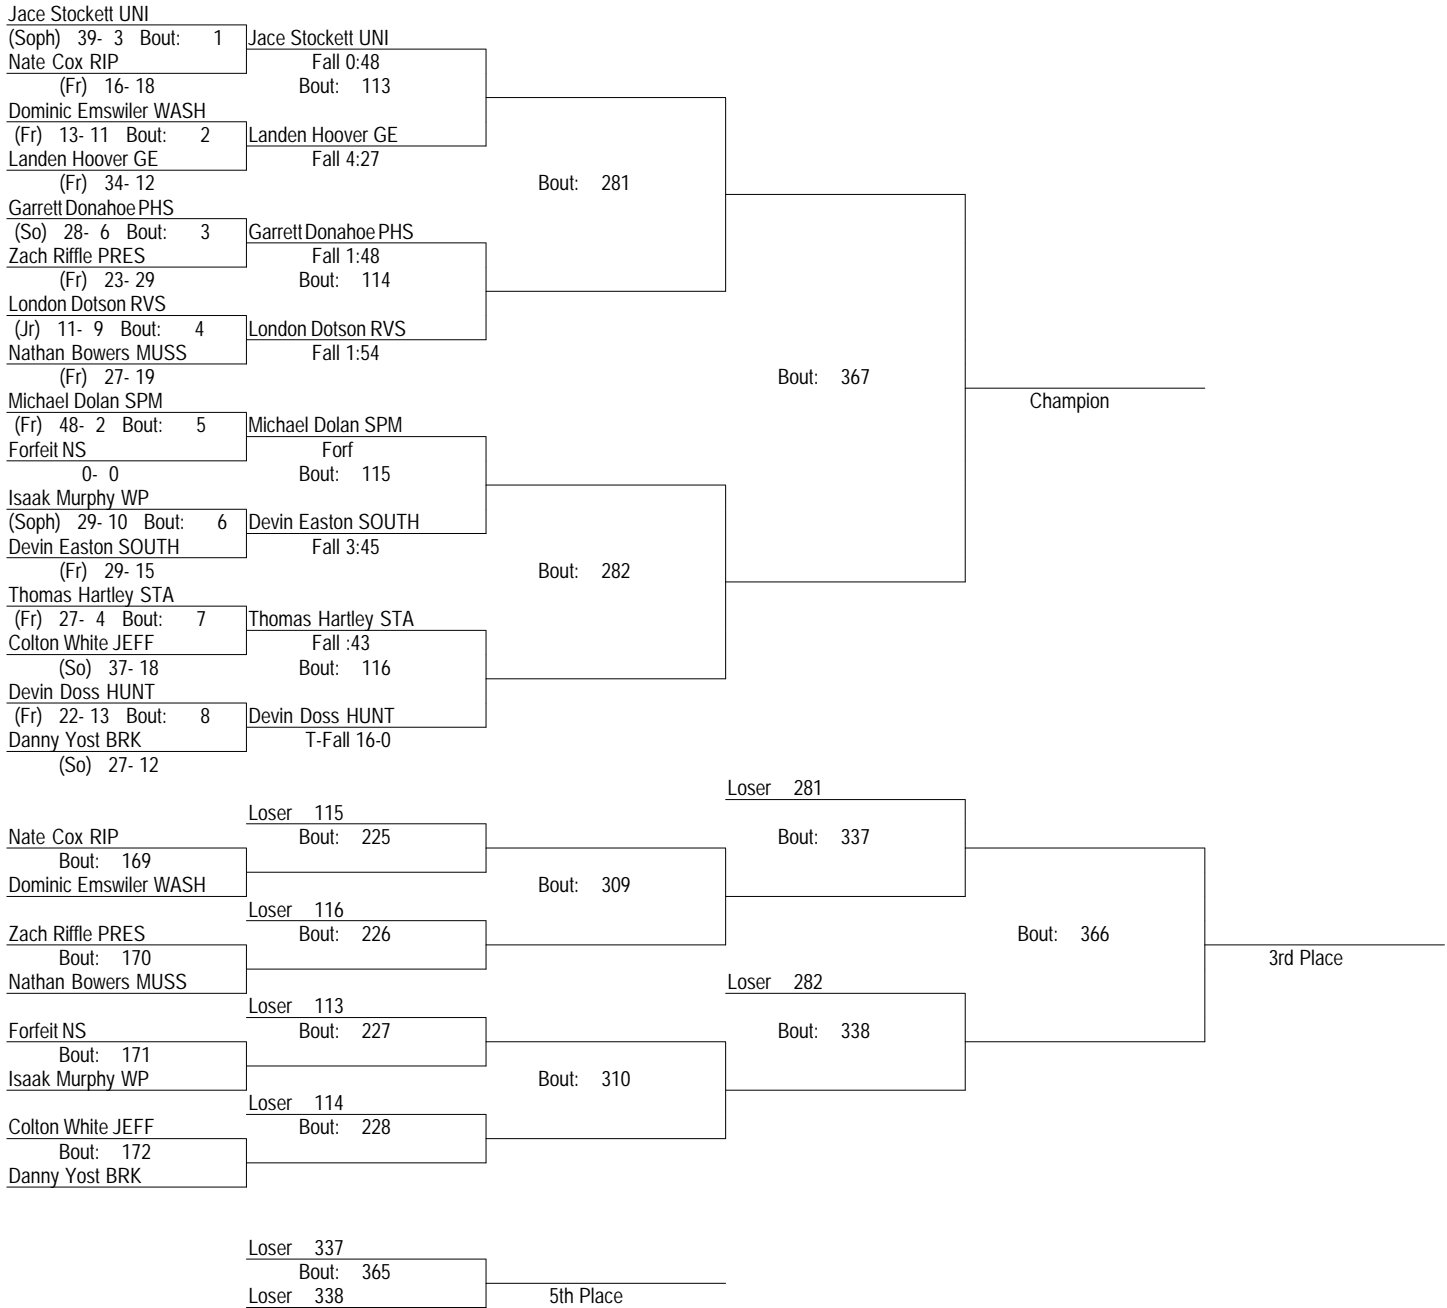 Jace Stockett UNI
(Soph) 39- 3 Bout: 1 Jace Stockett UNI
Nate Cox RIP Fall 0:48
(Fr) 16- 18 Bout: 113
Dominic Emswiler WASH
(Fr) 13- 11 Bout: 2 Landen Hoover GE
Landen Hoover GE Fall 4:27
(Fr) 34- 12 Bout: 281
Garrett Donahoe PHS
(So) 28- 6 Bout: 3 Garrett Donahoe PHS
Zach Riffle PRES Fall 1:48
(Fr) 23- 29 Bout: 114
London Dotson RVS
(Jr) 11- 9 Bout: 4 London Dotson RVS
Nathan Bowers MUSS Fall 1:54
(Fr) 27- 19 Bout: 367
Michael Dolan SPM Champion
(Fr) 48- 2 Bout: 5 Michael Dolan SPM
Forfeit NS Forf
0- 0 Bout: 115
Isaak Murphy WP
(Soph) 29- 10 Bout: 6 Devin Easton SOUTH
Devin Easton SOUTH Fall 3:45
(Fr) 29- 15 Bout: 282
Thomas Hartley STA
(Fr) 27- 4 Bout: 7 Thomas Hartley STA
Colton White JEFF Fall :43
(So) 37- 18 Bout: 116
Devin Doss HUNT
(Fr) 22- 13 Bout: 8 Devin Doss HUNT
Danny Yost BRK T-Fall 16-0
(So) 27- 12
Loser 281
Loser 115
Nate Cox RIP Bout: 225 Bout: 337
Bout: 169
Dominic Emswiler WASH Bout: 309
Loser 116
Zach Riffle PRES Bout: 226 Bout: 366
Bout: 170 3rd Place
Nathan Bowers MUSS Loser 282
Loser 113
Forfeit NS Bout: 227 Bout: 338
Bout: 171
Isaak Murphy WP Bout: 310
Loser 114
Colton White JEFF Bout: 228
Bout: 172
Danny Yost BRK
Loser 337
Bout: 365
Loser 338 5th Place